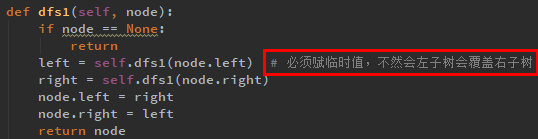 def dfs1(self, node):
    if node == None:
        return
    left = self.dfs1(node.left)  # 必须赋临时值，不然会左子树会覆盖右子树
    right = self.dfs1(node.right)
    node.left = right
    node.right = left
    return node